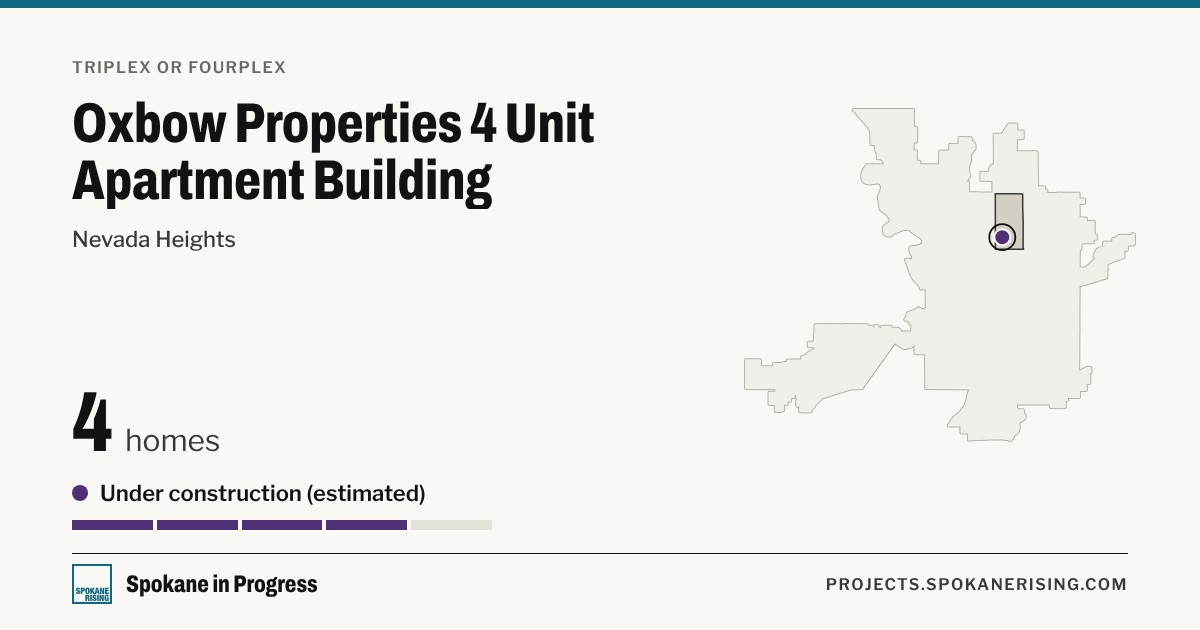 TRIPLEX OR FOURPLEX
Oxbow Properties 4 Unit
Apartment Building
Nevada Heights
4 homes
Under construction (estimated)
SPOKANE
RISING
Spokane in Progress
PROJECTS.SPOKANERISING.COM